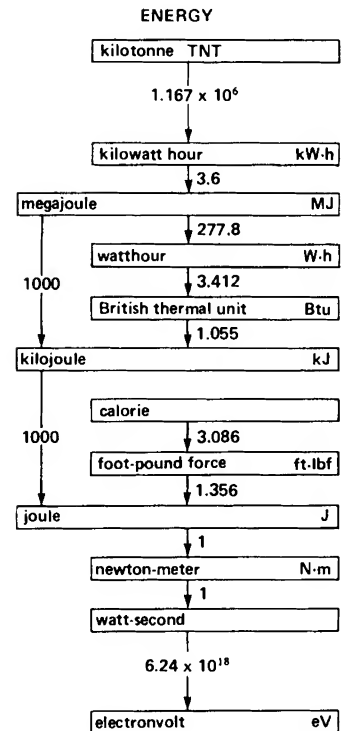 ENERGY
kilotonne TNT
1.167 x 10⁶
kilowatt hour kW·h
3.6
megajoule MJ
277.8
watthour W·h
1000
3.412
British thermal unit Btu
1.055
kilojoule kJ
calorie
1000
3.086
foot-pound force ft·lbf
1.356
joule J
1
newton-meter N·m
1
watt-second
6.24 x 10¹⁸
electronvolt eV